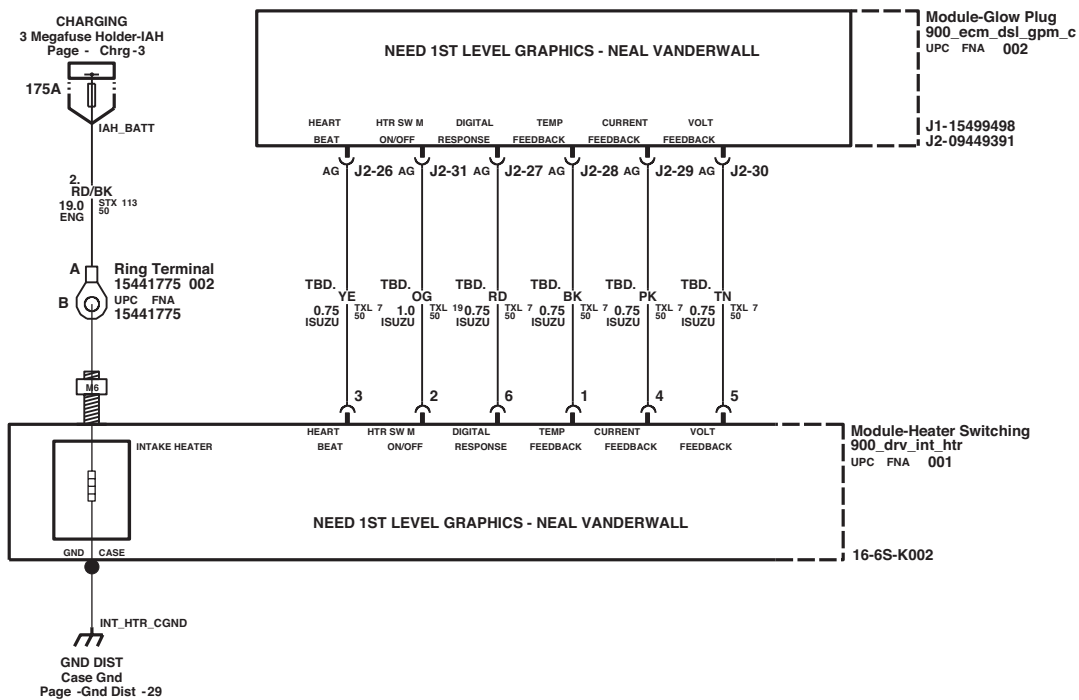 CHARGING
3 Megafuse Holder-IAH
Page - Chrg-3
175A
IAH_BATT
2.
RD/BK
19.0 STX 113
ENG 50
A
B
Ring Terminal
15441775 002
UPC FNA
15441775
M6
Module-Glow Plug
900_ecm_dsl_gpm_c
UPC FNA 002
J1-15499498
J2-09449391
NEED 1ST LEVEL GRAPHICS - NEAL VANDERWALL
HEART HTR SW M DIGITAL TEMP CURRENT VOLT
BEAT ON/OFF RESPONSE FEEDBACK FEEDBACK FEEDBACK
AG J2-26 AG J2-31 AG J2-27 AG J2-28 AG J2-29 AG J2-30
TBD. TBD. TBD. TBD. TBD. TBD.
YE OG RD BK PK TN
0.75 TXL 7 1.0 TXL 19 0.75 TXL 7 0.75 TXL 7 0.75 TXL 7 0.75 TXL 7
ISUZU 50 ISUZU 50 ISUZU 50 ISUZU 50 ISUZU 50 ISUZU 50
3 2 6 1 4 5
HEART HTR SW M DIGITAL TEMP CURRENT VOLT
BEAT ON/OFF RESPONSE FEEDBACK FEEDBACK FEEDBACK
INTAKE HEATER
NEED 1ST LEVEL GRAPHICS - NEAL VANDERWALL
GND CASE
Module-Heater Switching
900_drv_int_htr
UPC FNA 001
16-6S-K002
INT_HTR_CGND
GND DIST
Case Gnd
Page -Gnd Dist -29